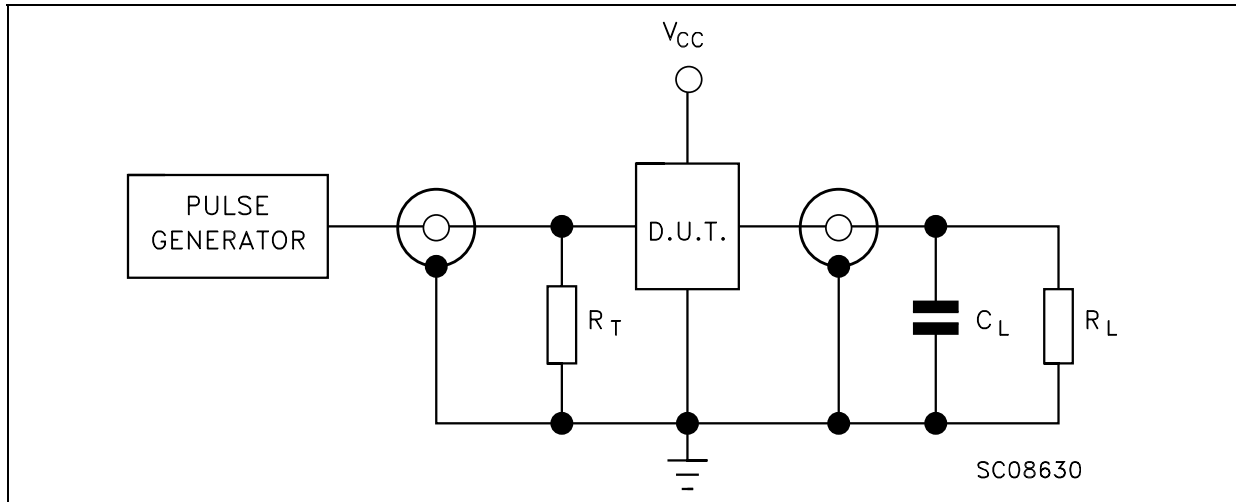 VCC
PULSE
GENERATOR
D.U.T.
RT
CL
RL
SC08630